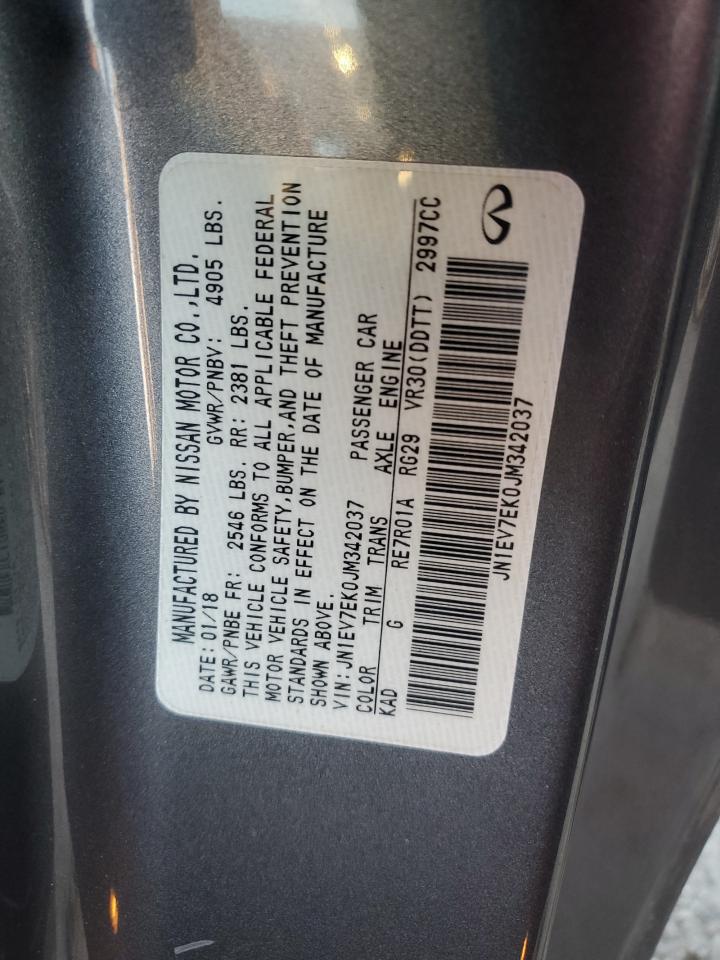 MANUFACTURED BY NISSAN MOTOR CO.,LTD.
DATE: 01/18 GVWR/PNBV: 4905 LBS.
GAWR/PNBE FR: 2546 LBS. RR: 2381 LBS.
THIS VEHICLE CONFORMS TO ALL APPLICABLE FEDERAL
MOTOR VEHICLE SAFETY,BUMPER,AND THEFT PREVENTION
STANDARDS IN EFFECT ON THE DATE OF MANUFACTURE
SHOWN ABOVE.
VIN:JN1EV7EK0JM342037 PASSENGER CAR
COLOR TRIM TRANS AXLE ENGINE
KAD G RE7R01A RG29 VR30(DDTT) 2997CC
JN1EV7EK0JM342037